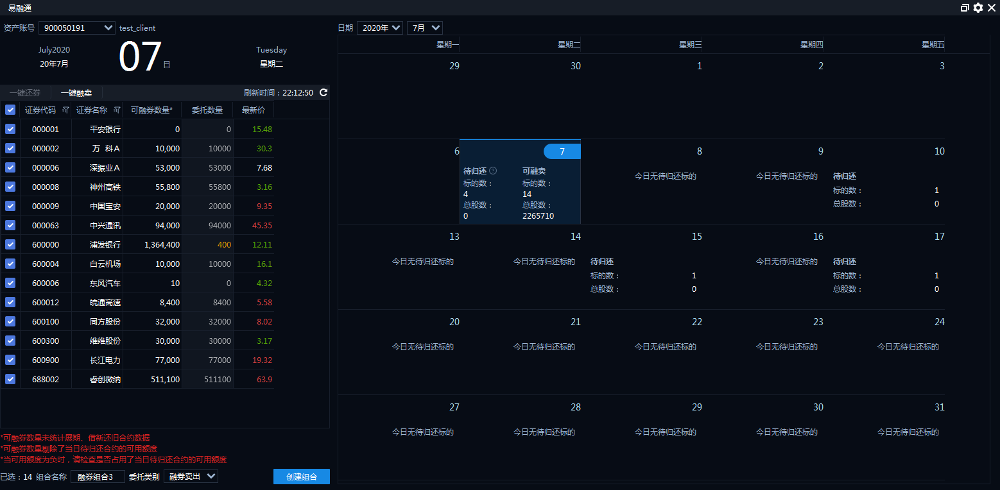 易融通
资产账号 900050191 test_client
July2020 07 日 Tuesday
20年7月 星期二
一键还券 一键融卖 刷新时间：22:12:50
证券代码 证券名称 可融券数量* 委托数量 最新价
000001 平安银行 0 0 15.48
000002 万 科A 10,000 10000 30.3
000006 深振业A 53,000 53000 7.68
000008 神州高铁 55,800 55800 3.16
000009 中国宝安 20,000 20000 9.35
000063 中兴通讯 94,000 94000 45.35
600000 浦发银行 1,364,400 400 12.11
600004 白云机场 10,000 10000 16.1
600006 东风汽车 10 0 4.32
600012 皖通高速 8,400 8400 5.58
600100 同方股份 32,000 32000 8.02
600300 维维股份 30,000 30000 3.17
600900 长江电力 77,000 77000 19.32
688002 睿创微纳 511,100 511100 63.9
*可融券数量未统计展期、借新还旧合约数据
*可融券数量剔除了当日待归还合约的可用额度
*当可用额度为负时，请检查是否占用了当日待归还合约的可用额度
已选：14 组合名称 融券组合3 委托类别 融券卖出 创建组合
日期 2020年 7月
星期一 星期二 星期三 星期四 星期五
29 30 1 2 3
6 7 8 9 10
待归还 ? 可融卖 今日无待归还标的 今日无待归还标的 待归还
标的数： 标的数： 标的数： 1
4 14
总股数： 总股数： 总股数： 0
0 2265710
13 14 15 16 17
今日无待归还标的 今日无待归还标的 待归还 今日无待归还标的 待归还
标的数： 1 标的数： 1
总股数： 0 总股数： 0
20 21 22 23 24
今日无待归还标的 今日无待归还标的 今日无待归还标的 今日无待归还标的 今日无待归还标的
27 28 29 30 31
今日无待归还标的 今日无待归还标的 今日无待归还标的 今日无待归还标的 今日无待归还标的